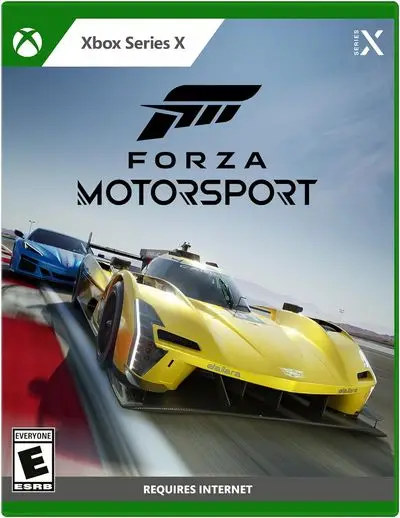 Xbox Series X
SERIES X
FORZA
MOTORSPORT
dallara
dallara
EVERYONE
E
ESRB
REQUIRES INTERNET